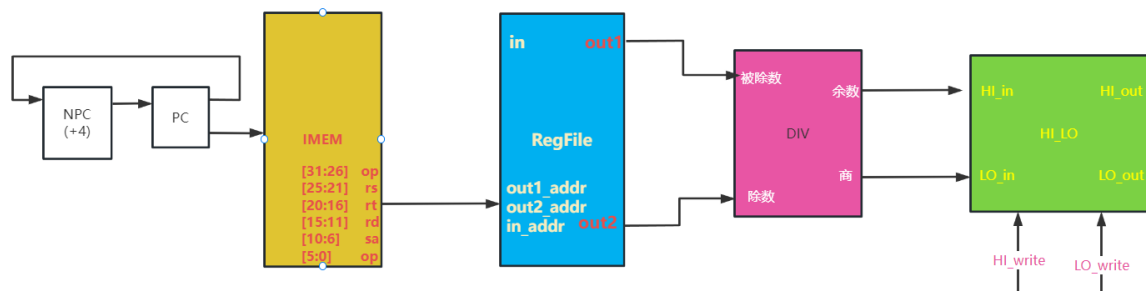 NPC
(+4)
PC
IMEM
[31:26] op
[25:21] rs
[20:16] rt
[15:11] rd
[10:6] sa
[5:0] op
in
out1
RegFile
out1_addr
out2_addr
in_addr
out2
被除数
余数
DIV
商
除数
HI_in
HI_out
HI_LO
LO_in
LO_out
HI_write
LO_write